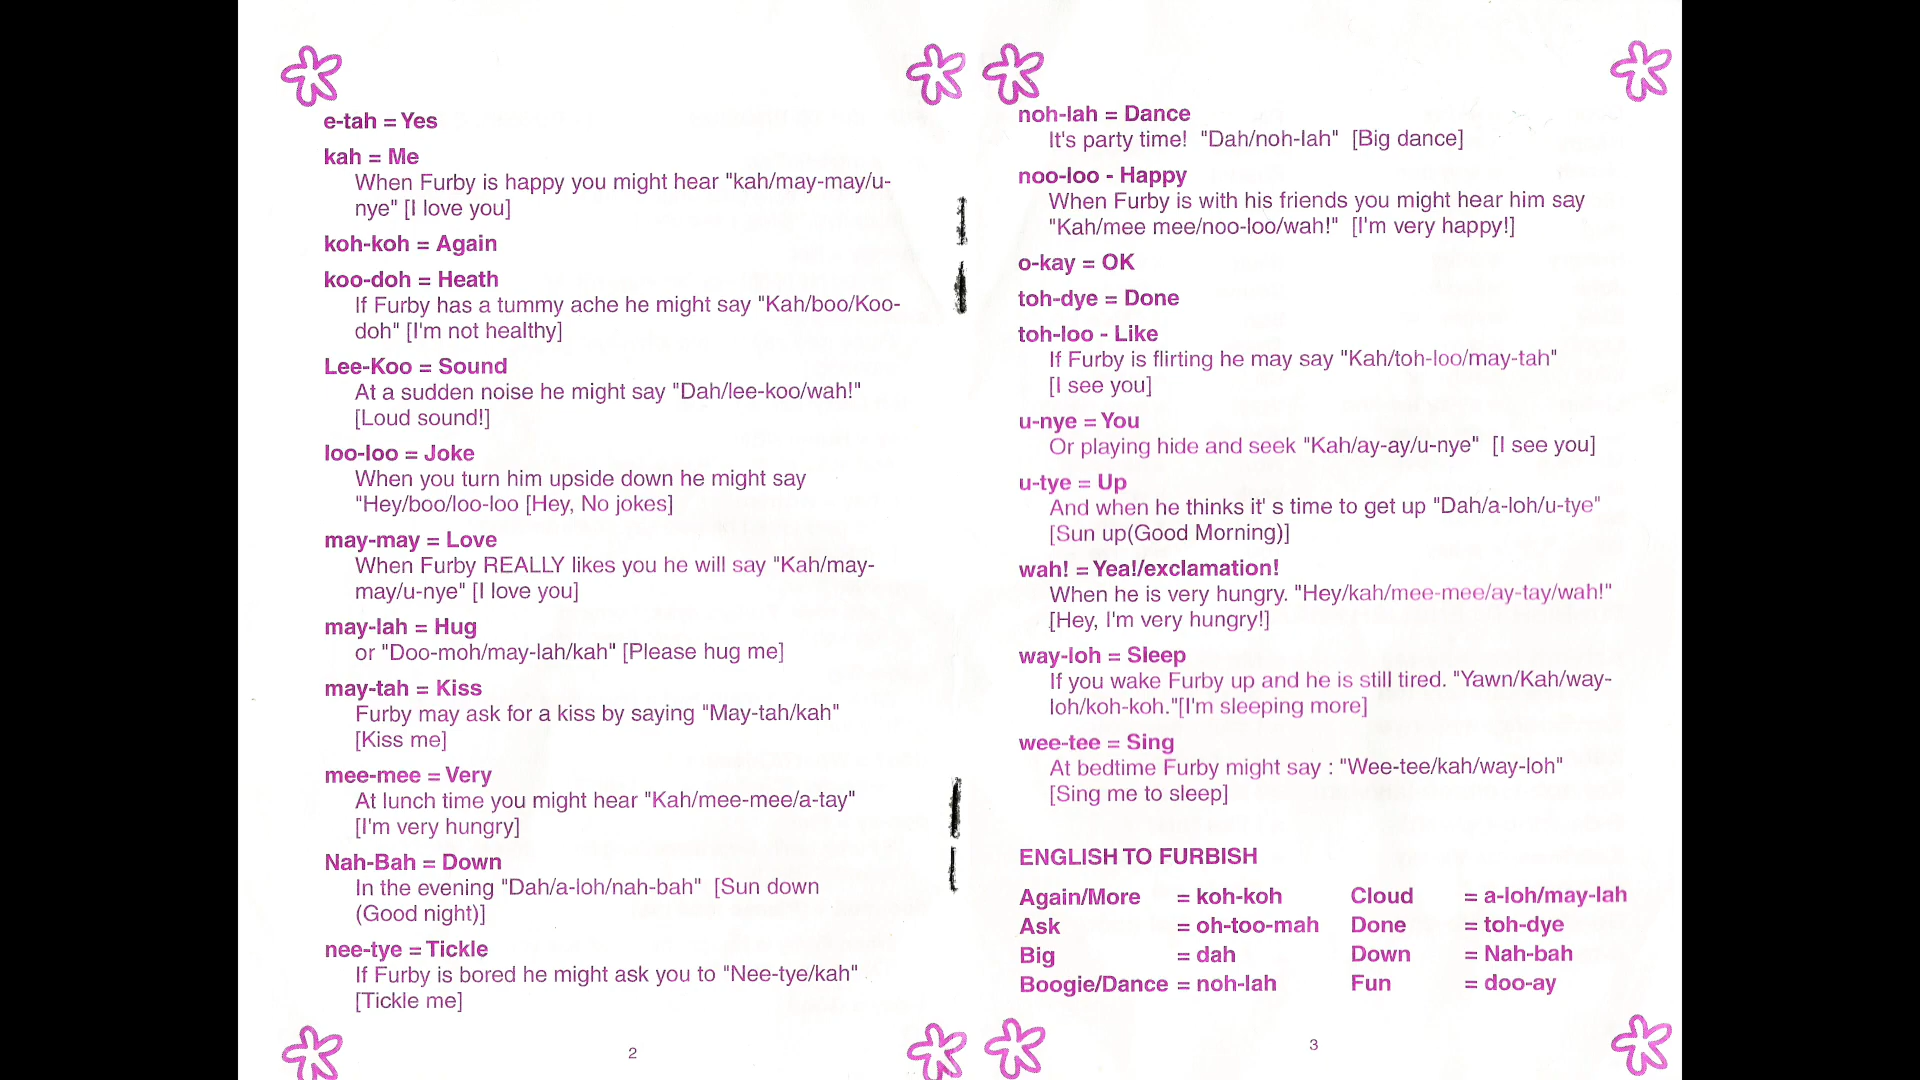 e-tah = Yes
kah = Me
When Furby is happy you might hear "kah/may-may/u-
nye" [I love you]
koh-koh = Again
koo-doh = Heath
If Furby has a tummy ache he might say "Kah/boo/Koo-
doh" [I'm not healthy]
Lee-Koo = Sound
At a sudden noise he might say "Dah/lee-koo/wah!"
[Loud sound!]
loo-loo = Joke
When you turn him upside down he might say
"Hey/boo/loo-loo [Hey, No jokes]
may-may = Love
When Furby REALLY likes you he will say "Kah/may-
may/u-nye" [I love you]
may-lah = Hug
or "Doo-moh/may-lah/kah" [Please hug me]
may-tah = Kiss
Furby may ask for a kiss by saying "May-tah/kah"
[Kiss me]
mee-mee = Very
At lunch time you might hear "Kah/mee-mee/a-tay"
[I'm very hungry]
Nah-Bah = Down
In the evening "Dah/a-loh/nah-bah" [Sun down
(Good night)]
nee-tye = Tickle
If Furby is bored he might ask you to "Nee-tye/kah"
[Tickle me]
2
noh-lah = Dance
It's party time! "Dah/noh-lah" [Big dance]
noo-loo - Happy
When Furby is with his friends you might hear him say
"Kah/mee mee/noo-loo/wah!" [I'm very happy!]
o-kay = OK
toh-dye = Done
toh-loo - Like
If Furby is flirting he may say "Kah/toh-loo/may-tah"
[I see you]
u-nye = You
Or playing hide and seek "Kah/ay-ay/u-nye" [I see you]
u-tye = Up
And when he thinks it' s time to get up "Dah/a-loh/u-tye"
[Sun up(Good Morning)]
wah! = Yea!/exclamation!
When he is very hungry. "Hey/kah/mee-mee/ay-tay/wah!"
[Hey, I'm very hungry!]
way-loh = Sleep
If you wake Furby up and he is still tired. "Yawn/Kah/way-
loh/koh-koh."[I'm sleeping more]
wee-tee = Sing
At bedtime Furby might say : "Wee-tee/kah/way-loh"
[Sing me to sleep]
ENGLISH TO FURBISH
Again/More = koh-koh Cloud = a-loh/may-lah
Ask = oh-too-mah Done = toh-dye
Big = dah Down = Nah-bah
Boogie/Dance = noh-lah Fun = doo-ay
3